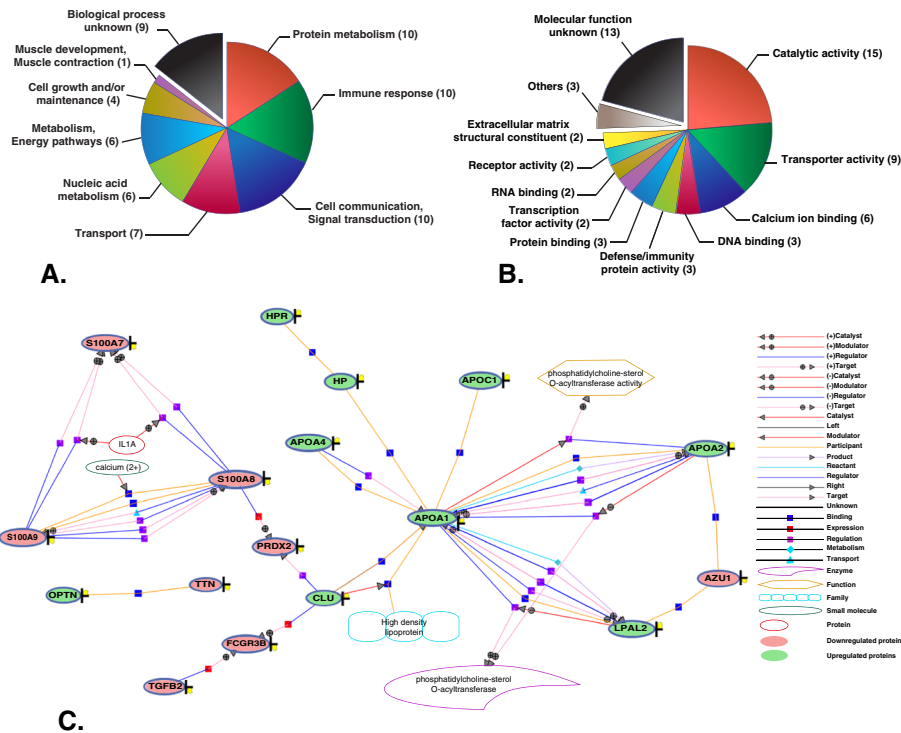 Biological process
unknown (9)
Protein metabolism (10)
Muscle development,
Muscle contraction (1)
Immune response (10)
Cell growth and/or
maintenance (4)
Metabolism,
Energy pathways (6)
Nucleic acid
metabolism (6)
Cell communication,
Signal transduction (10)
Transport (7)
A.
Molecular function
unknown (13)
Catalytic activity (15)
Others (3)
Extracellular matrix
structural constituent (2)
Receptor activity (2)
Transporter activity (9)
RNA binding (2)
Transcription
factor activity (2)
Calcium ion binding (6)
Protein binding (3)
DNA binding (3)
Defense/immunity
protein activity (3)
B.
HPR
S100A7
HP
APOC1
phosphatidylcholine-sterol
O-acyltransferase activity
IL1A
APOA4
APOA2
calcium (2+)
S100A8
APOA1
S100A9
PRDX2
TTN
AZU1
OPTN
CLU
High density
lipoprotein
LPAL2
FCGR3B
TGFB2
phosphatidylcholine-sterol
O-acyltransferase
(+)Catalyst
(+)Modulator
(+)Regulator
(+)Target
(-)Catalyst
(-)Modulator
(-)Regulator
(-)Target
Catalyst
Left
Modulator
Participant
Product
Reactant
Regulator
Right
Target
Unknown
Binding
Expression
Regulation
Metabolism
Transport
Enzyme
Function
Family
Small molecule
Protein
Downregulated protein
Upregulated proteins
C.